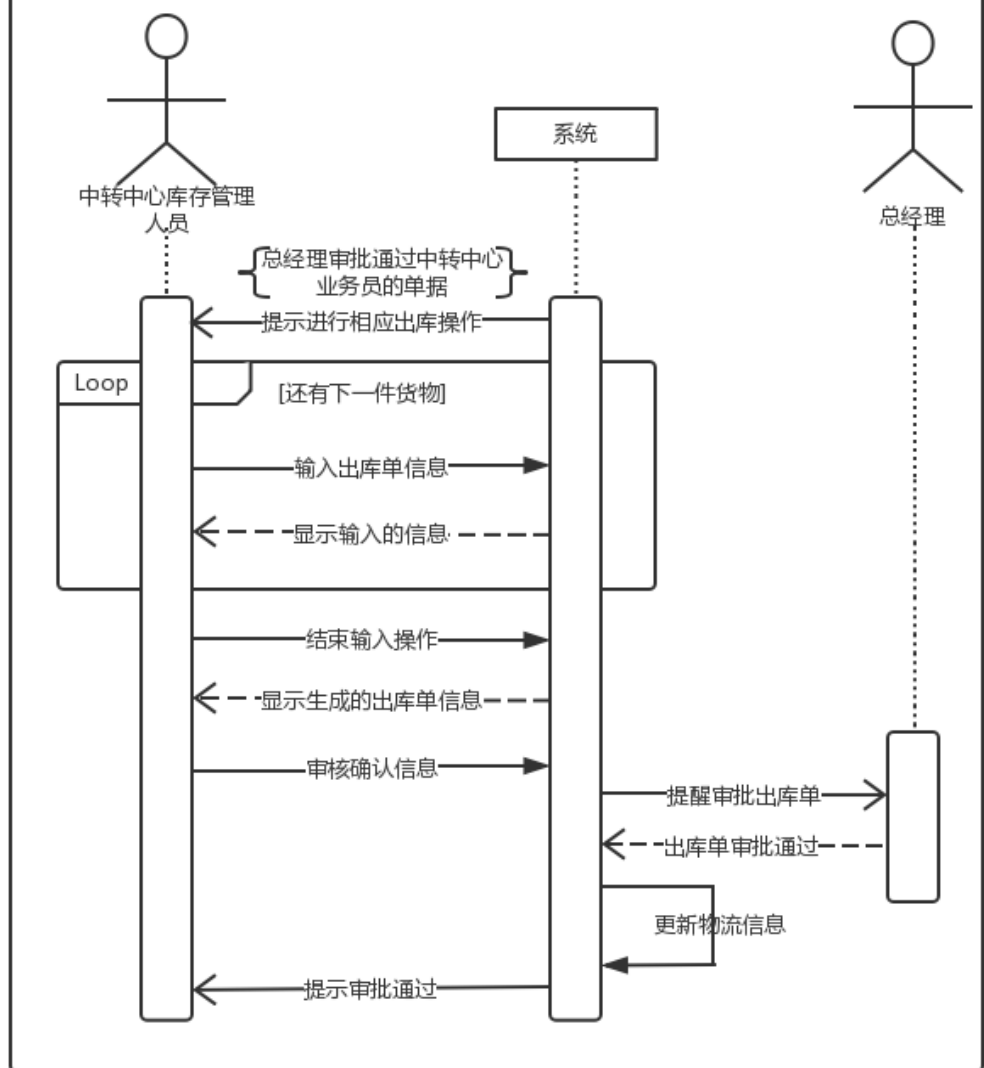 系统
中转中心库存管理
人员
总经理
总经理审批通过中转中心
业务员的单据
提示进行相应出库操作
Loop
[还有下一件货物]
输入出库单信息
显示输入的信息
结束输入操作
显示生成的出库单信息
审核确认信息
提醒审批出库单
出库单审批通过
更新物流信息
提示审批通过